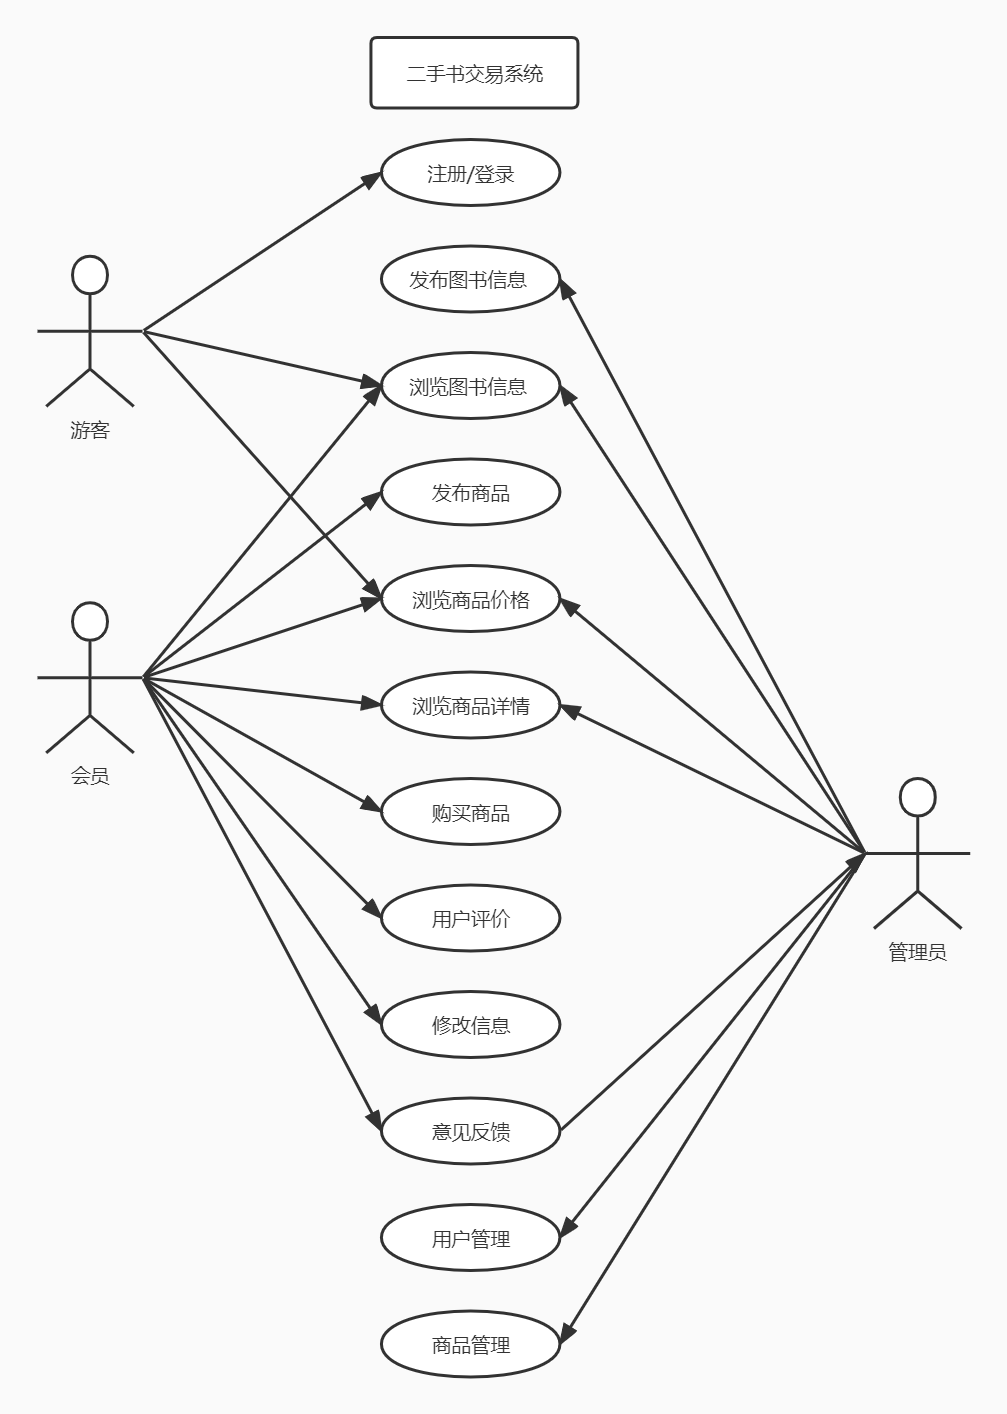 二手书交易系统
注册/登录
发布图书信息
浏览图书信息
游客
发布商品
浏览商品价格
浏览商品详情
会员
购买商品
用户评价
管理员
修改信息
意见反馈
用户管理
商品管理